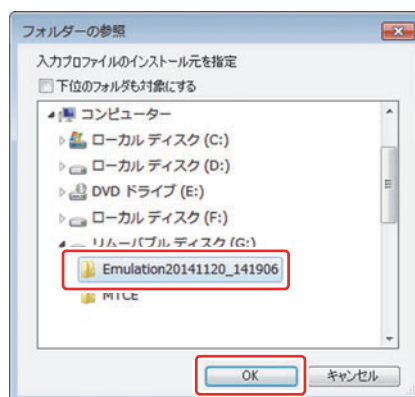 フォルダーの参照
入力プロファイルのインストール元を指定
下位のフォルダも対象にする
コンピューター
ローカル ディスク (C:)
ローカル ディスク (D:)
DVD ドライブ (E:)
ローカル ディスク (F:)
リムーバブル ディスク (G:)
Emulation20141120_141906
MTCE
OK キャンセル